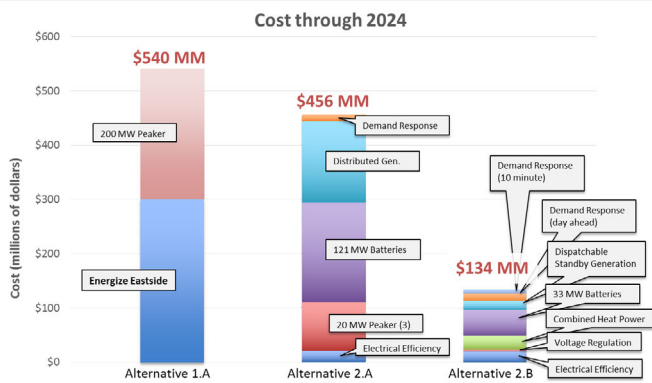 Cost through 2024
Cost (millions of dollars)
$600
$500
$400
$300
$200
$100
$0
$540 MM
200 MW Peaker
Energize Eastside
Alternative 1.A
$456 MM
Demand Response
Distributed Gen.
121 MW Batteries
20 MW Peaker (3)
Electrical Efficiency
Alternative 2.A
$134 MM
Demand Response
(10 minute)
Demand Response
(day ahead)
Dispatchable
Standby Generation
33 MW Batteries
Combined Heat Power
Voltage Regulation
Electrical Efficiency
Alternative 2.B